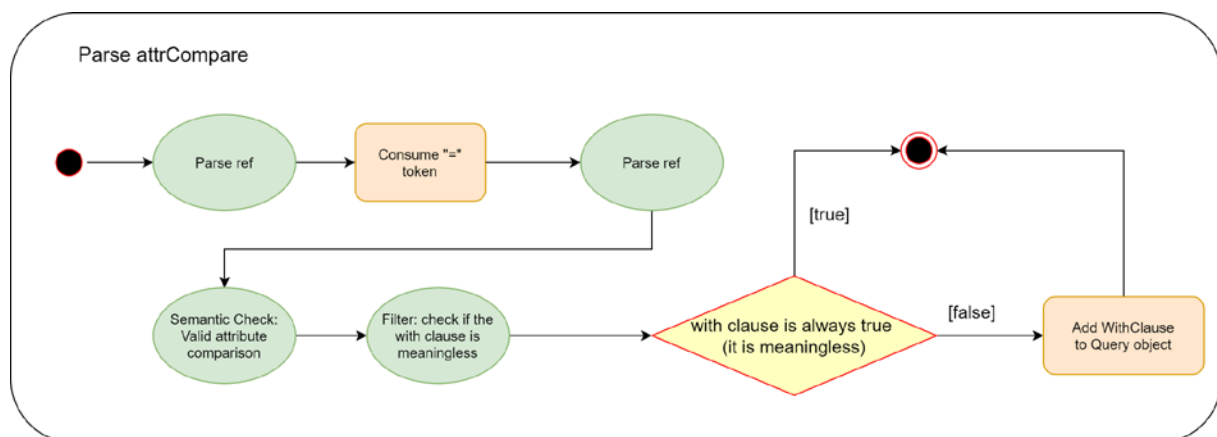 Parse attrCompare
Parse ref
Consume "="
token
Parse ref
[true]
Semantic Check:
Valid attribute
comparison
Filter: check if the
with clause is
meaningless
with clause is always true
(it is meaningless)
[false]
Add WithClause
to Query object